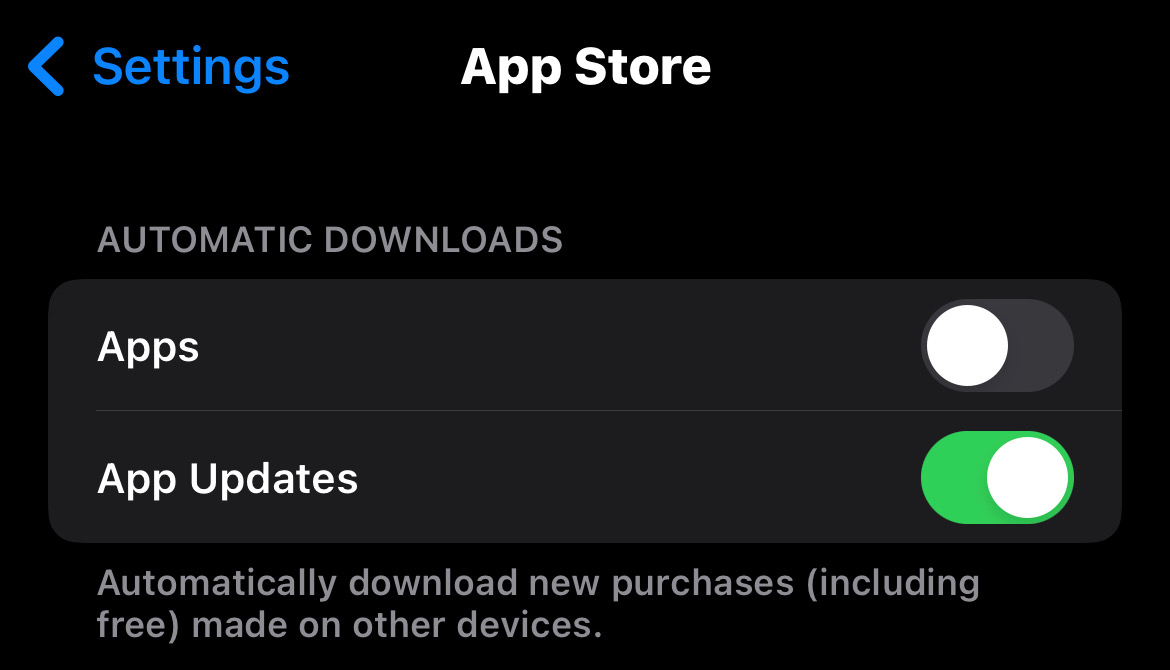 Settings
App Store
AUTOMATIC DOWNLOADS
Apps
App Updates
Automatically download new purchases (including
free) made on other devices.